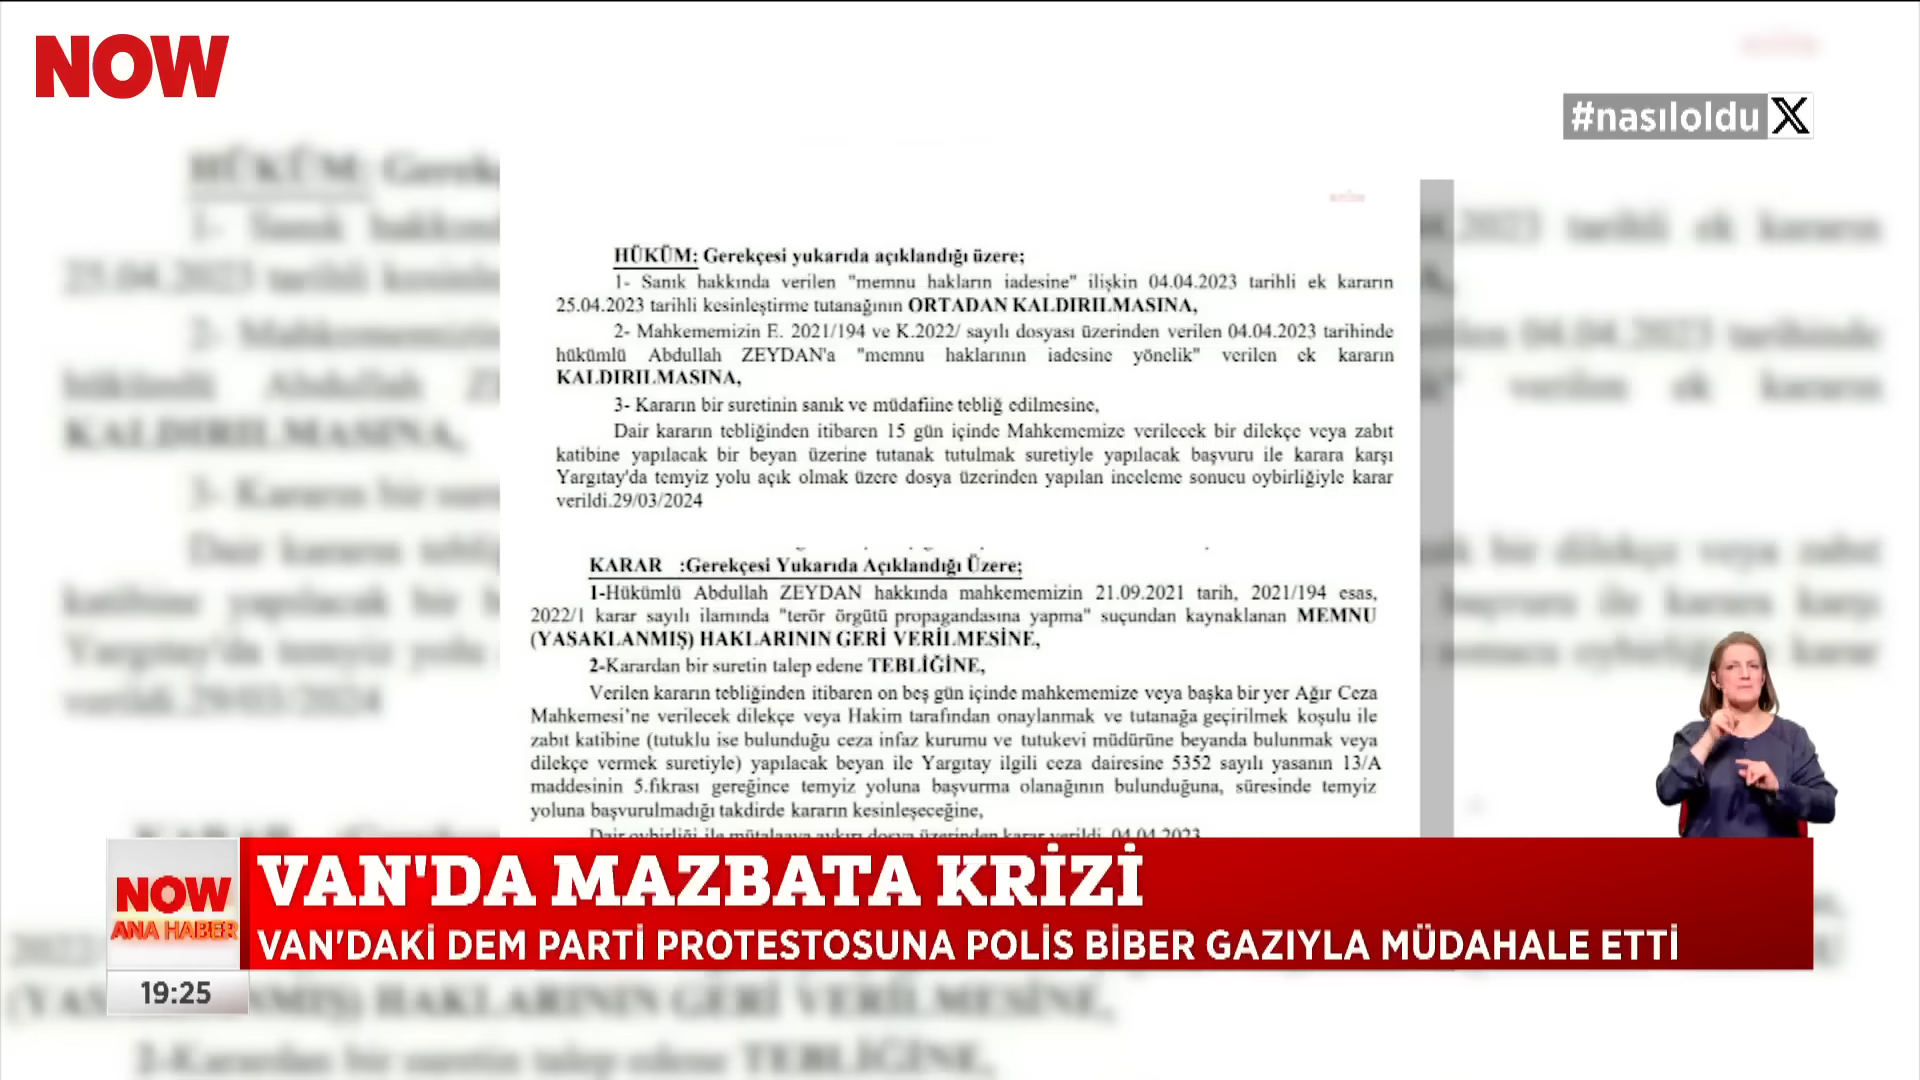 NOW
#nasıloldu X
HÜKÜM: Gerekçesi yukarıda açıklandığı üzere;
1- Sanık hakkında verilen "memnu hakların iadesine" ilişkin 04.04.2023 tarihli ek kararın
25.04.2023 tarihli kesinleştirme tutanağının ORTADAN KALDIRILMASINA,
2- Mahkememizin E. 2021/194 ve K.2022/ sayılı dosyası üzerinden verilen 04.04.2023 tarihinde
hükümlü Abdullah ZEYDAN'a "memnu haklarının iadesine yönelik" verilen ek kararın
KALDIRILMASINA,
3- Kararın bir suretinin sanık ve müdafiine tebliğ edilmesine,
Dair kararın tebliğinden itibaren 15 gün içinde Mahkememize verilecek bir dilekçe veya zabıt
katibine yapılacak bir beyan üzerine tutanak tutulmak suretiyle yapılacak başvuru ile karara karşı
Yargıtay'da temyiz yolu açık olmak üzere dosya üzerinden yapılan inceleme sonucu oybirliğiyle karar
verildi.29/03/2024
KARAR :Gerekçesi Yukarıda Açıklandığı Üzere;
1-Hükümlü Abdullah ZEYDAN hakkında mahkememizin 21.09.2021 tarih, 2021/194 esas,
2022/1 karar sayılı ilamında "terör örgütü propagandasına yapma" suçundan kaynaklanan MEMNU
(YASAKLANMIŞ) HAKLARININ GERİ VERİLMESİNE,
2-Karardan bir suretin talep edene TEBLİĞİNE,
Verilen kararın tebliğinden itibaren on beş gün içinde mahkememize veya başka bir yer Ağır Ceza
Mahkemesi'ne verilecek dilekçe veya Hakim tarafından onaylanmak ve tutanağa geçirilmek koşulu ile
zabıt katibine (tutuklu ise bulunduğu ceza infaz kurumu ve tutukevi müdürüne beyanda bulunmak veya
dilekçe vermek suretiyle) yapılacak beyan ile Yargıtay ilgili ceza dairesine 5352 sayılı yasanın 13/A
maddesinin 5.fıkrası gereğince temyiz yoluna başvurma olanağının bulunduğuna, süresinde temyiz
yoluna başvurulmadığı takdirde kararın kesinleşeceğine,
Dair oybirliği ile mütalaaya aykırı dosya üzerinden karar verildi. 04.04.2023
VAN'DA MAZBATA KRİZİ
VAN'DAKİ DEM PARTİ PROTESTOSUNA POLİS BİBER GAZIYLA MÜDAHALE ETTİ
NOW
ANA HABER
19:25